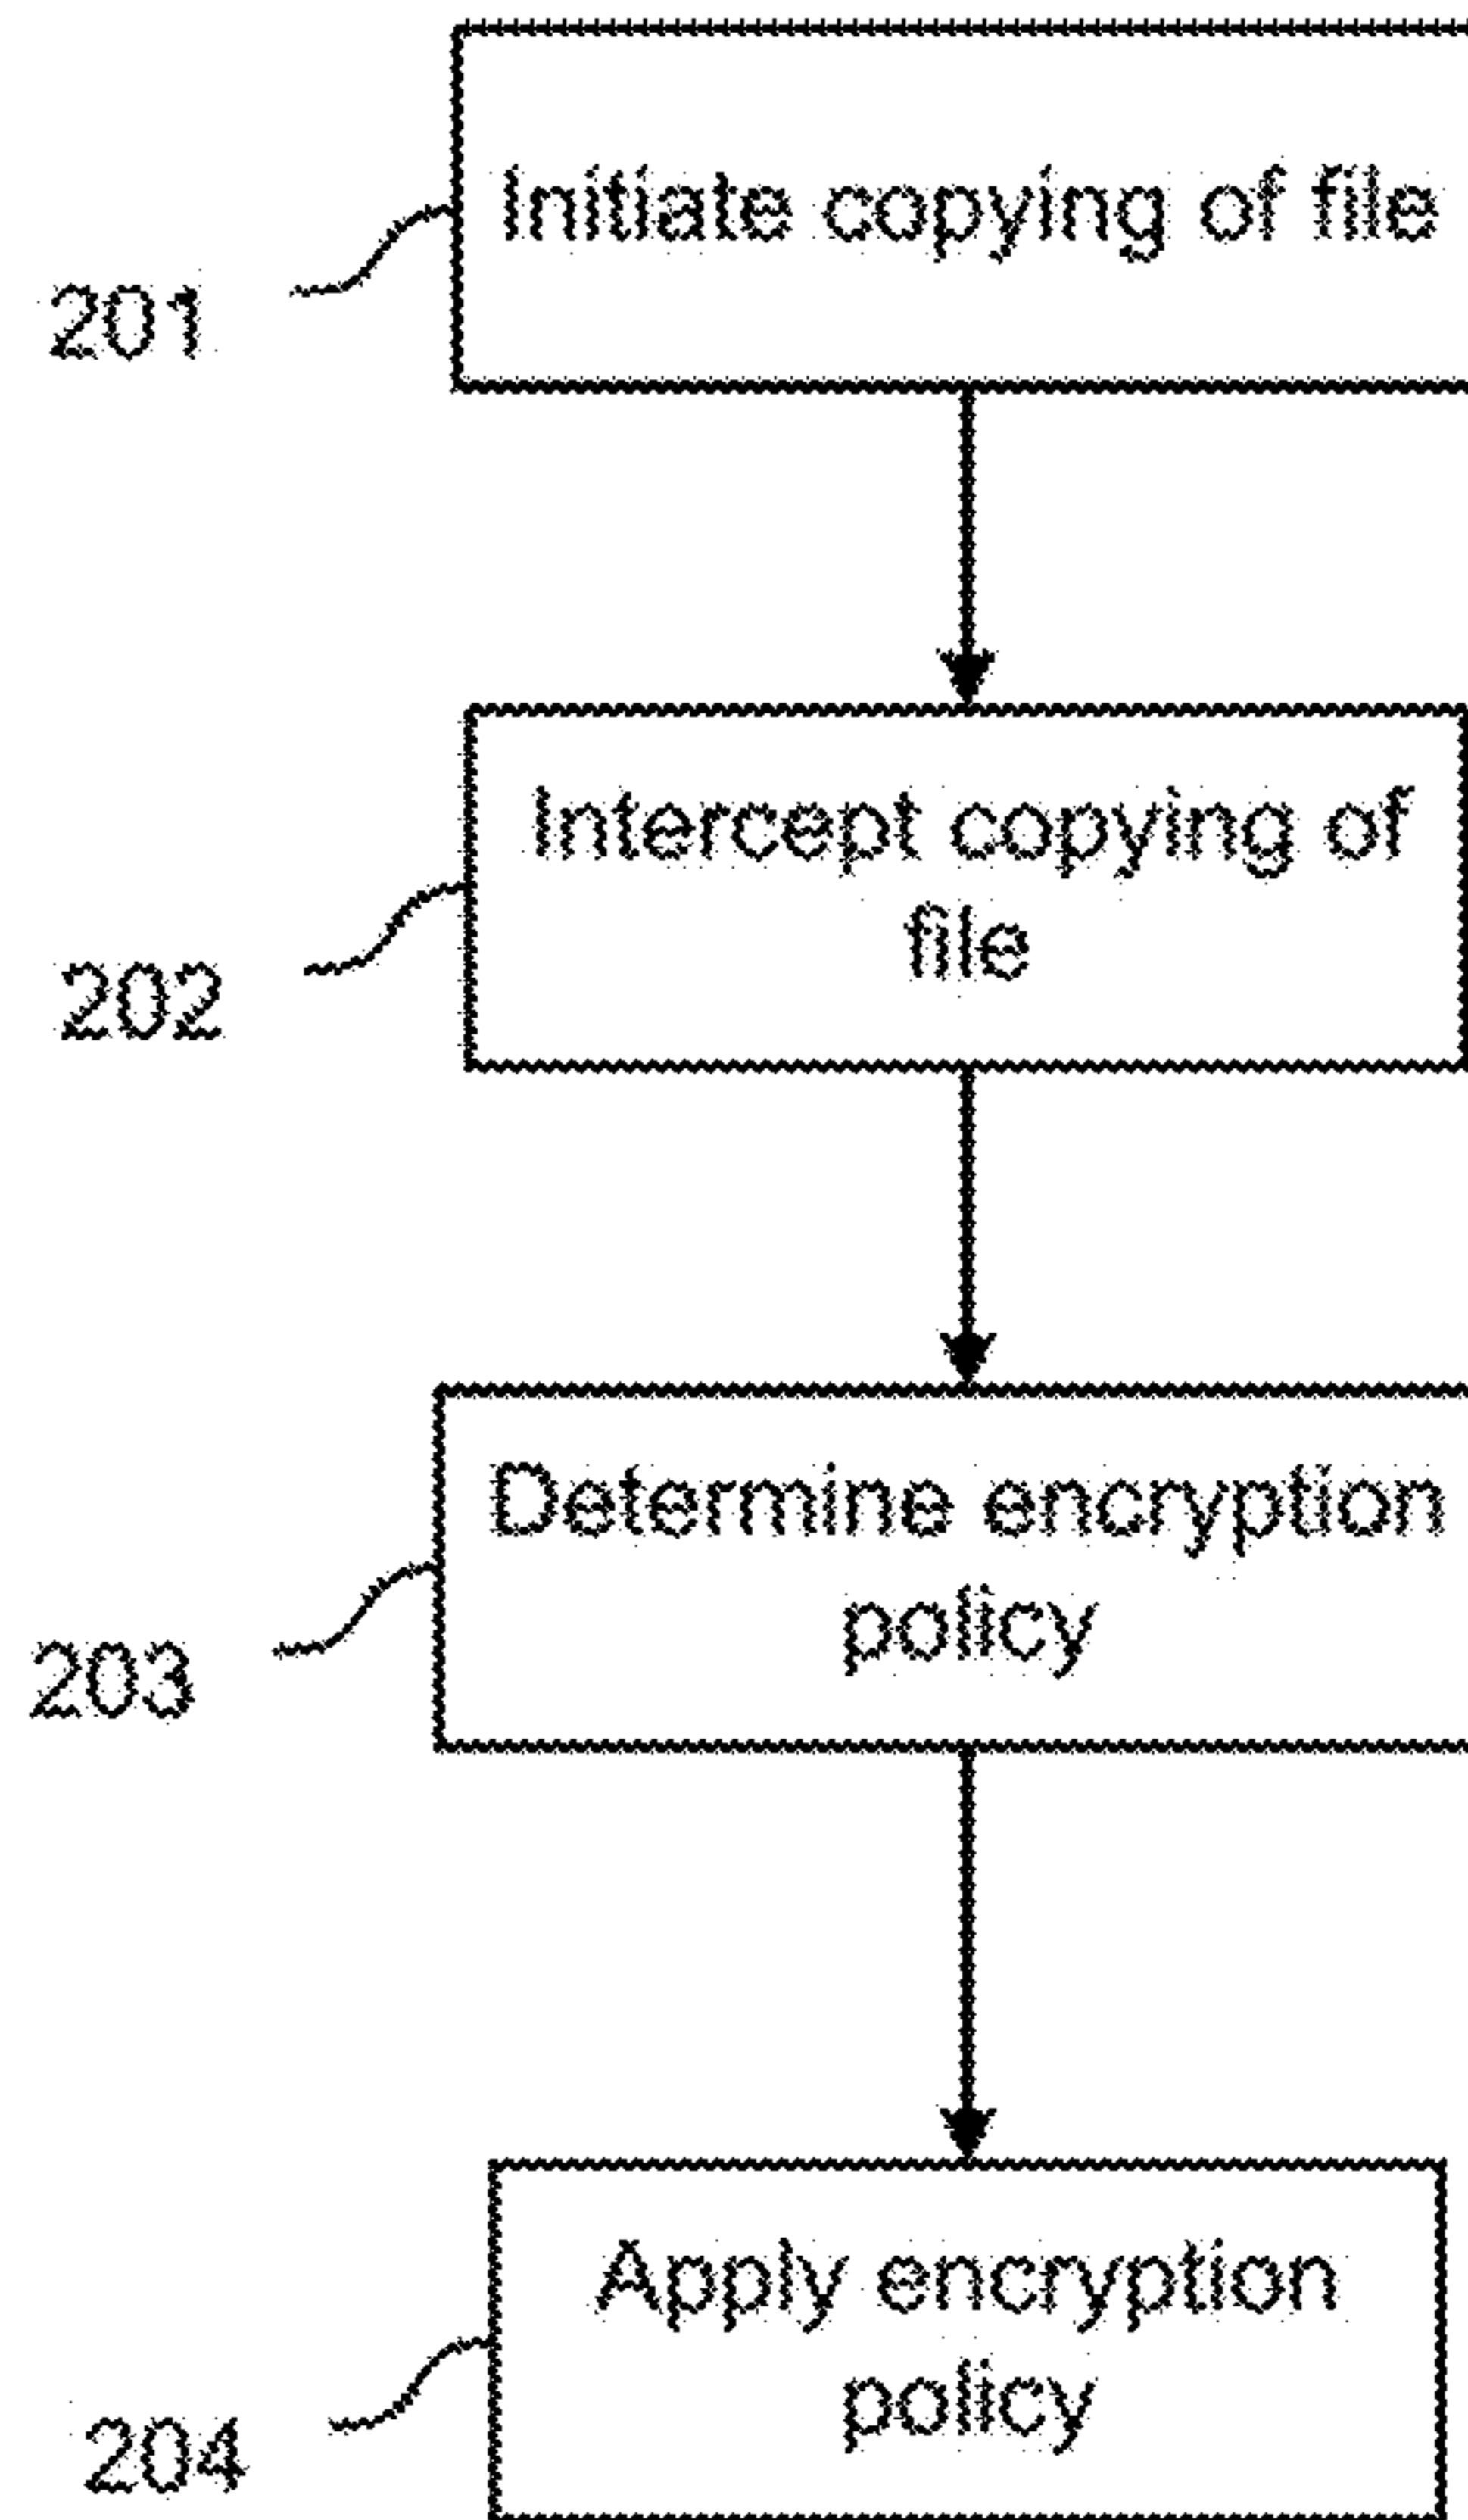 Initiate copying of file
201
Intercept copying of
file
202
Determine encryption
policy
203
Apply encryption
policy
204